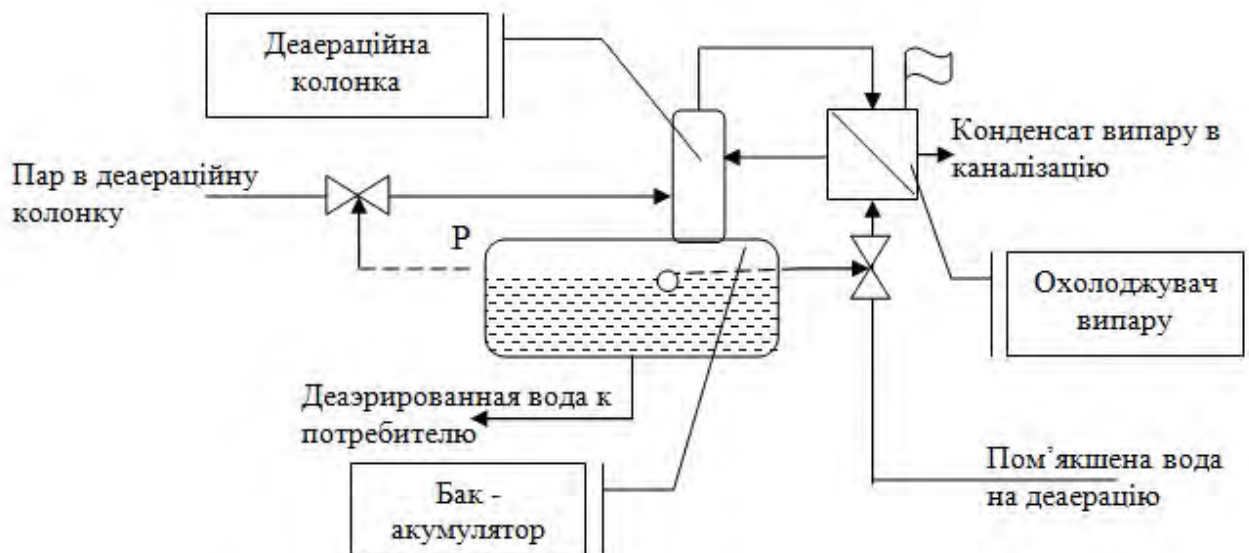 Деаераційна
колонка
Конденсат випару в
каналізацію
Пар в деаераційну
колонку
Р
Охолоджувач
випару
Деаэрированная вода к
потребителю
Пом’якшена вода
на деаерацію
Бак -
акумулятор